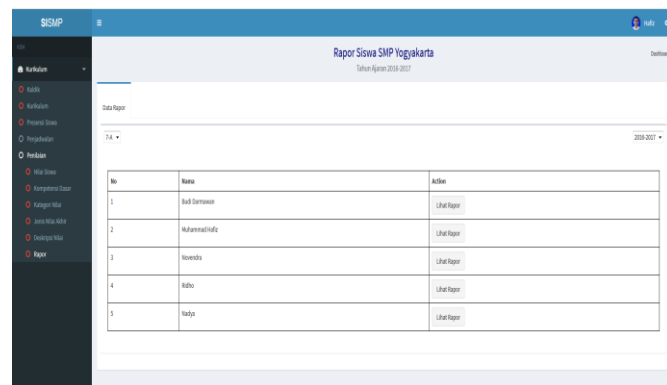 SISMP
Hafiz
Rapor Siswa SMP Yogyakarta
Tahun Ajaran 2016-2017
Kurikulum
Kaldik
Kurikulum
Presensi Siswa
Penjadwalan
Penilaian
Nilai Siswa
Kompetensi Dasar
Kategori Nilai
Jenis Nilai Akhir
Deskripsi Nilai
Rapor
Data Rapor
7-A
2016-2017
No Nama Action
1 Budi Darmawan Lihat Rapor
2 Muhammad Hafiz Lihat Rapor
3 Novendra Lihat Rapor
4 Ridho Lihat Rapor
5 Nadya Lihat Rapor